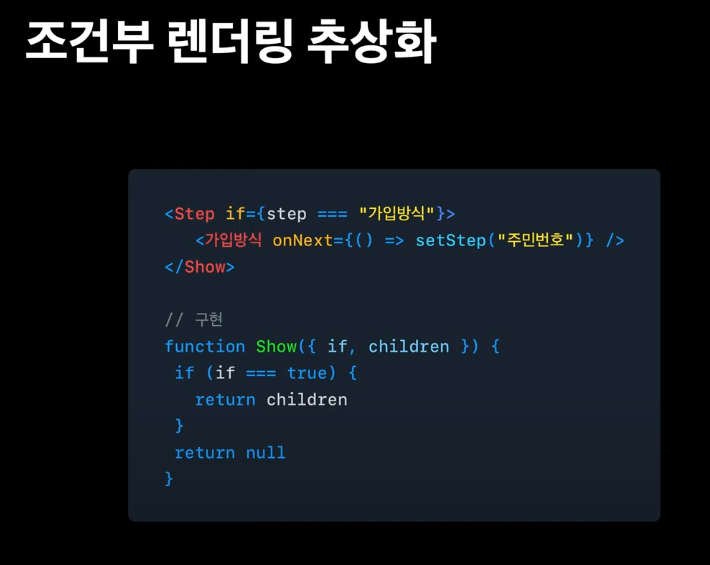 조건부 렌더링 추상화
<Step if={step === "가입방식"}>
<가입방식 onNext={() => setStep("주민번호")} />
</Show>
// 구현
function Show({ if, children }) {
if (if === true) {
return children
}
return null
}